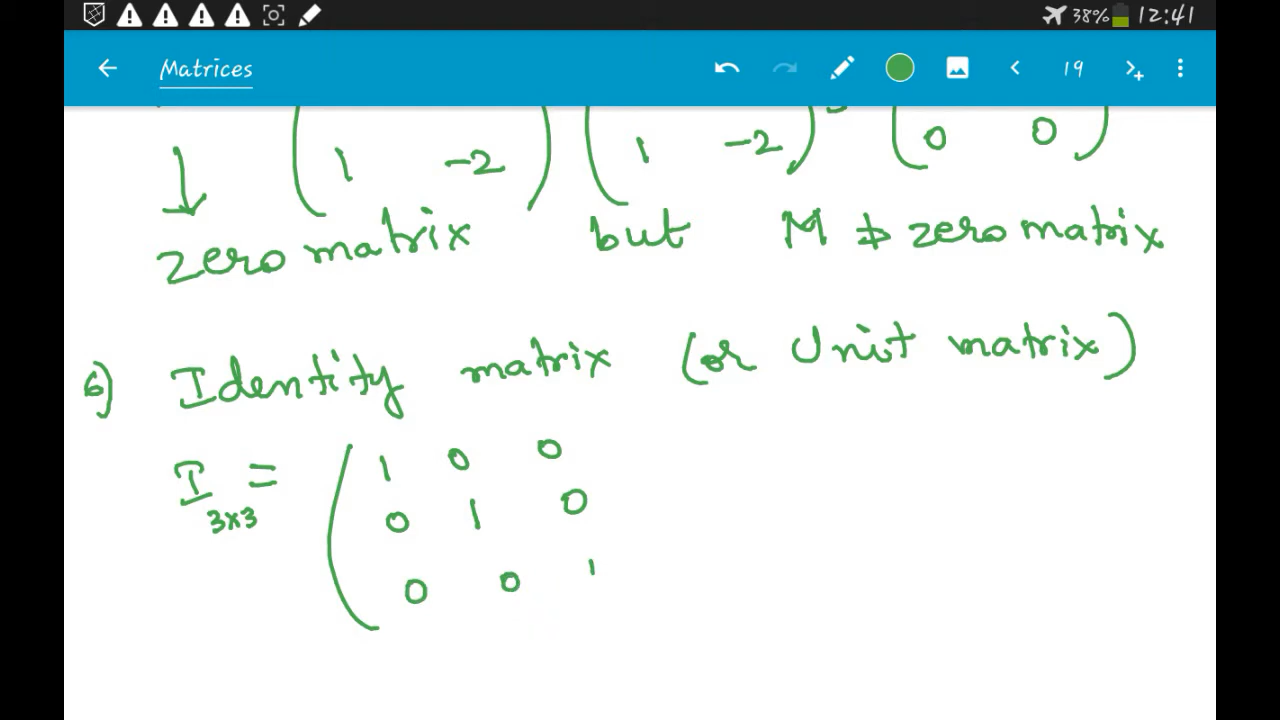 38% 12:41
Matrices 19
1 -2 1 -2 0 0
zero matrix but M ≠ zero matrix
6) Identity matrix (or Unit matrix)
I = ( 1 0 0
3x3 0 1 0
0 0 1